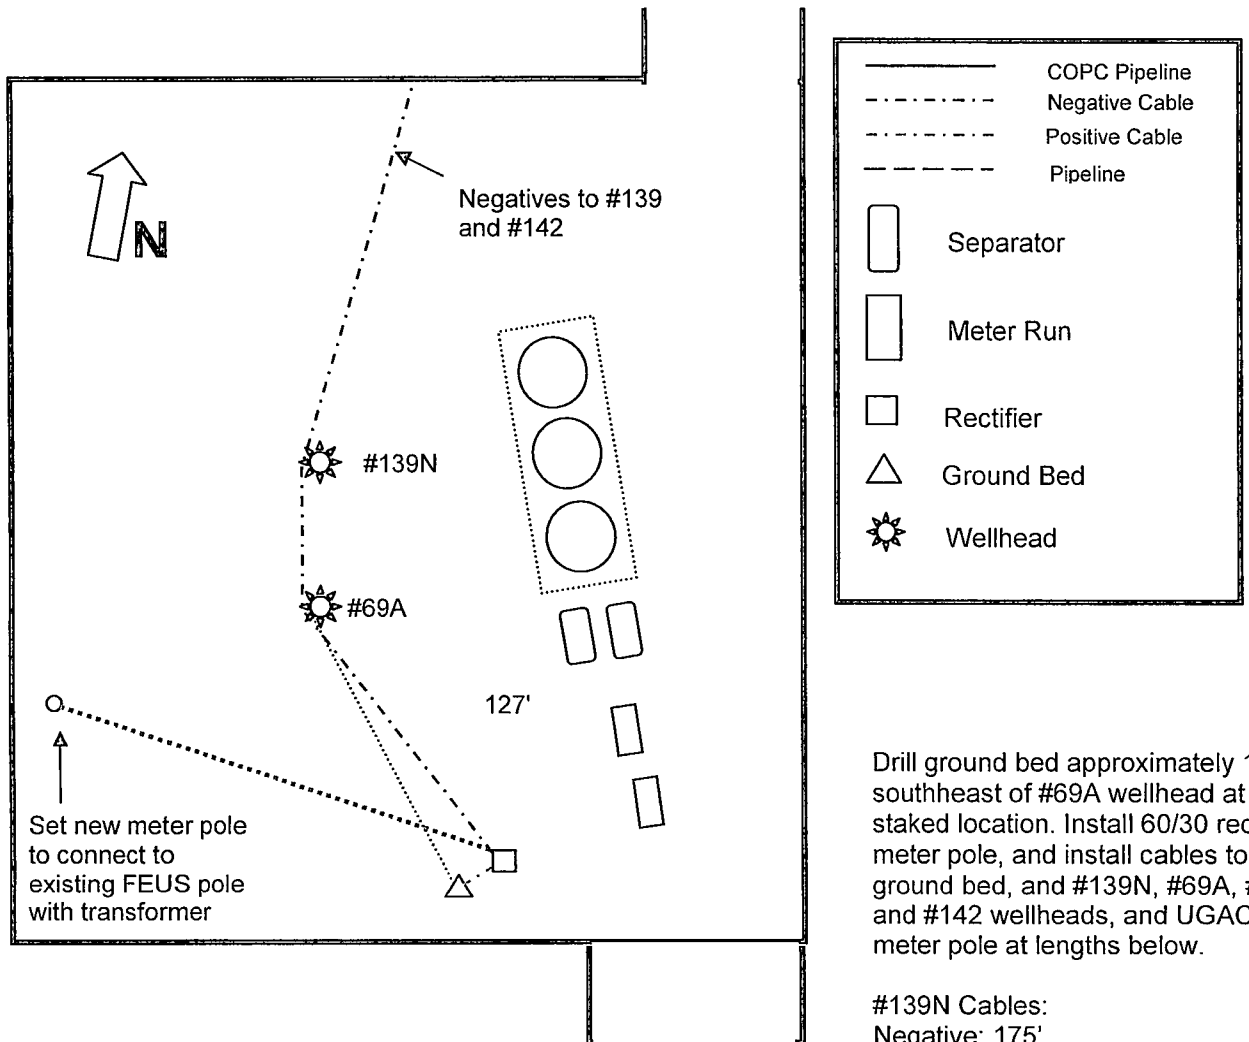 COPC Pipeline
Negative Cable
Positive Cable
Pipeline
Separator
Meter Run
Rectifier
Ground Bed
Wellhead
N
Negatives to #139
and #142
#139N
#69A
127'
Set new meter pole
to connect to
existing FEUS pole
with transformer
Drill ground bed approximately
southheast of #69A wellhead at
staked location. Install 60/30
meter pole, and install cables to
ground bed, and #139N, #69A,
and #142 wellheads, and UGAC
meter pole at lengths below.
#139N Cables:
Negative: 175'